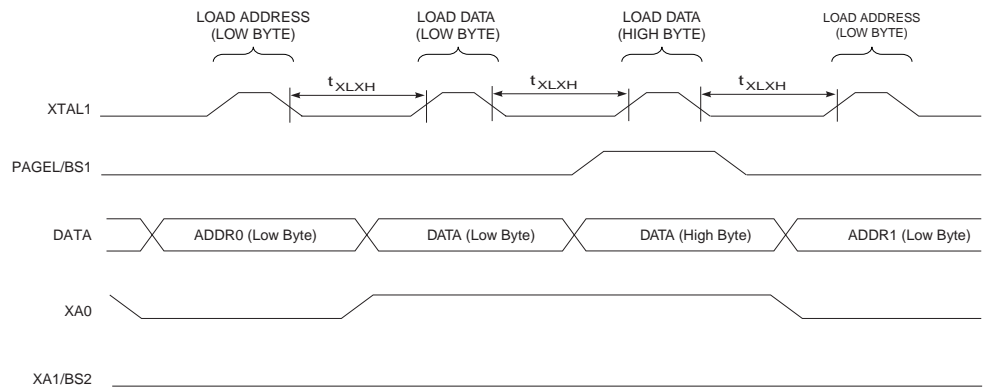 LOAD ADDRESS
(LOW BYTE)
LOAD DATA
(LOW BYTE)
LOAD DATA
(HIGH BYTE)
LOAD ADDRESS
(LOW BYTE)
XTAL1
tXLXH
tXLXH
tXLXH
PAGEL/BS1
DATA
ADDR0 (Low Byte)
DATA (Low Byte)
DATA (High Byte)
ADDR1 (Low Byte)
XA0
XA1/BS2